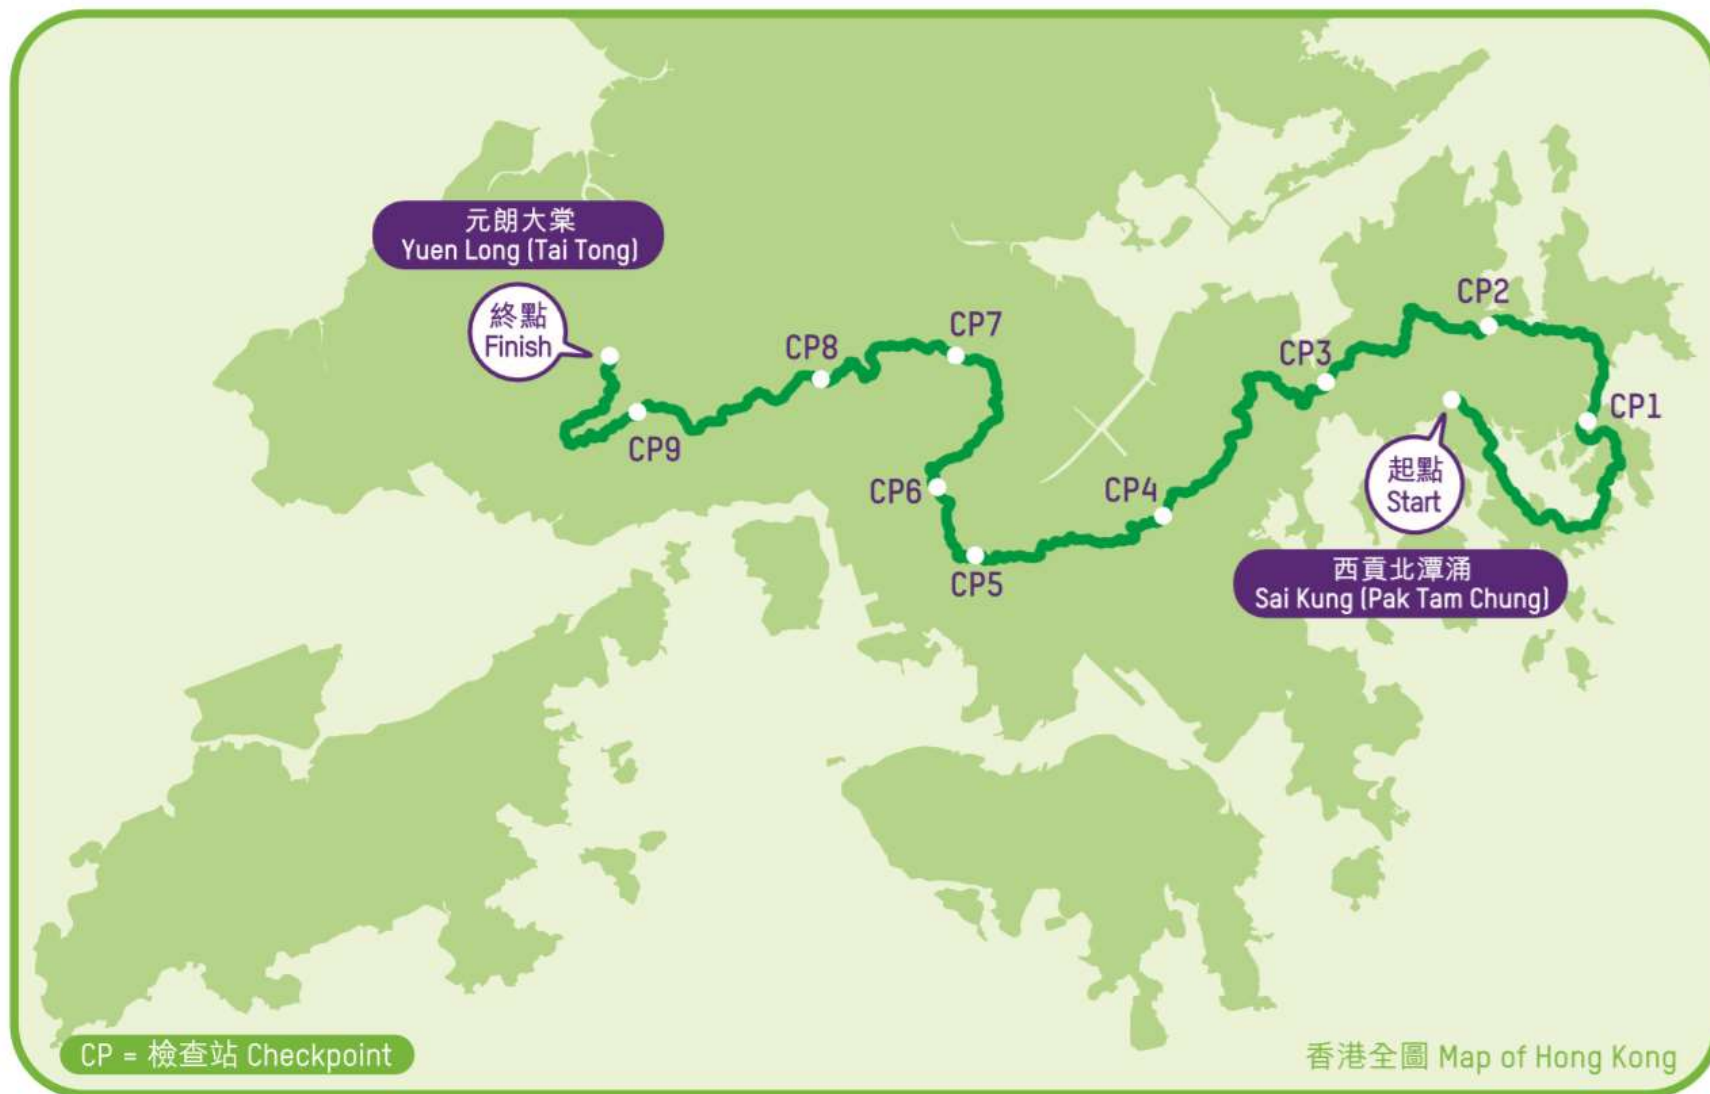 元朗大棠
Yuen Long (Tai Tong)
終點
Finish
CP9
CP8
CP7
CP6
CP5
CP4
CP3
CP2
CP1
起點
Start
西貢北潭涌
Sai Kung (Pak Tam Chung)
CP = 檢查站 Checkpoint
香港全圖 Map of Hong Kong